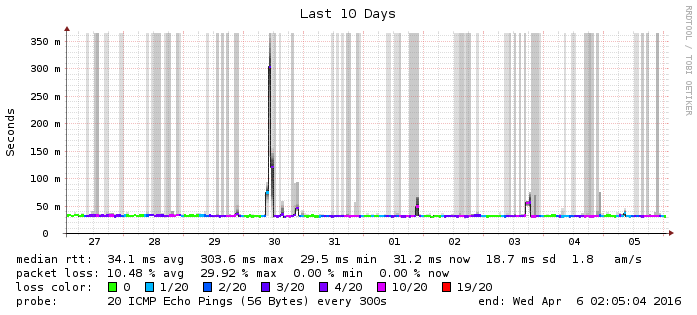 Last 10 Days
RRDTOOL / TOBI OETIKER
Seconds
350 m
300 m
250 m
200 m
150 m
100 m
50 m
0
27 28 29 30 31 01 02 03 04 05
median rtt: 34.1 ms avg 303.6 ms max 29.5 ms min 31.2 ms now 18.7 ms sd 1.8 am/s
packet loss: 10.48 % avg 29.92 % max 0.00 % min 0.00 % now
loss color: 0 1/20 2/20 3/20 4/20 10/20 19/20
probe: 20 ICMP Echo Pings (56 Bytes) every 300s end: Wed Apr 6 02:05:04 2016